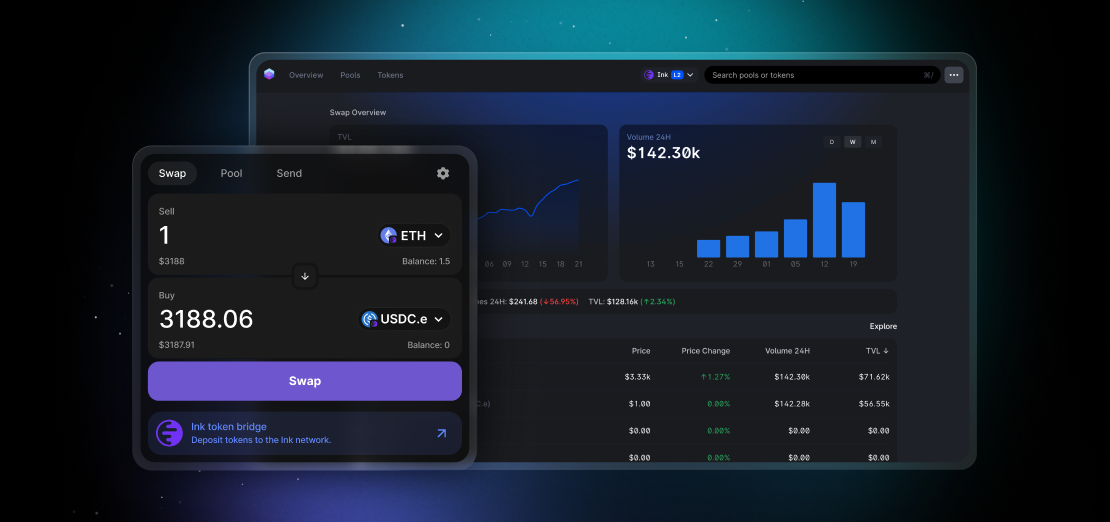 Overview Pools Tokens
Ink L2
Search pools or tokens ⌘/
Swap Overview
TVL
06 09 12 15 18 21
Volume 24H
$142.30k
D W M
13 15 22 29 01 05 12 19
24H: $241.68 (↓56.95%) TVL: $128.16k (↑2.34%)
Explore
Price Price Change Volume 24H TVL ↓
$3.33k ↑1.27% $142.30k $71.62k
$1.00 0.00% $142.28k $56.55k
$0.00 0.00% $0.00 $0.00
$0.00 0.00% $0.00 $0.00
Swap Pool Send
Sell
1 ETH
$3188 Balance: 1.5
Buy
3188.06 USDC.e
$3187.91 Balance: 0
Swap
Ink token bridge
Deposit tokens to the Ink network.